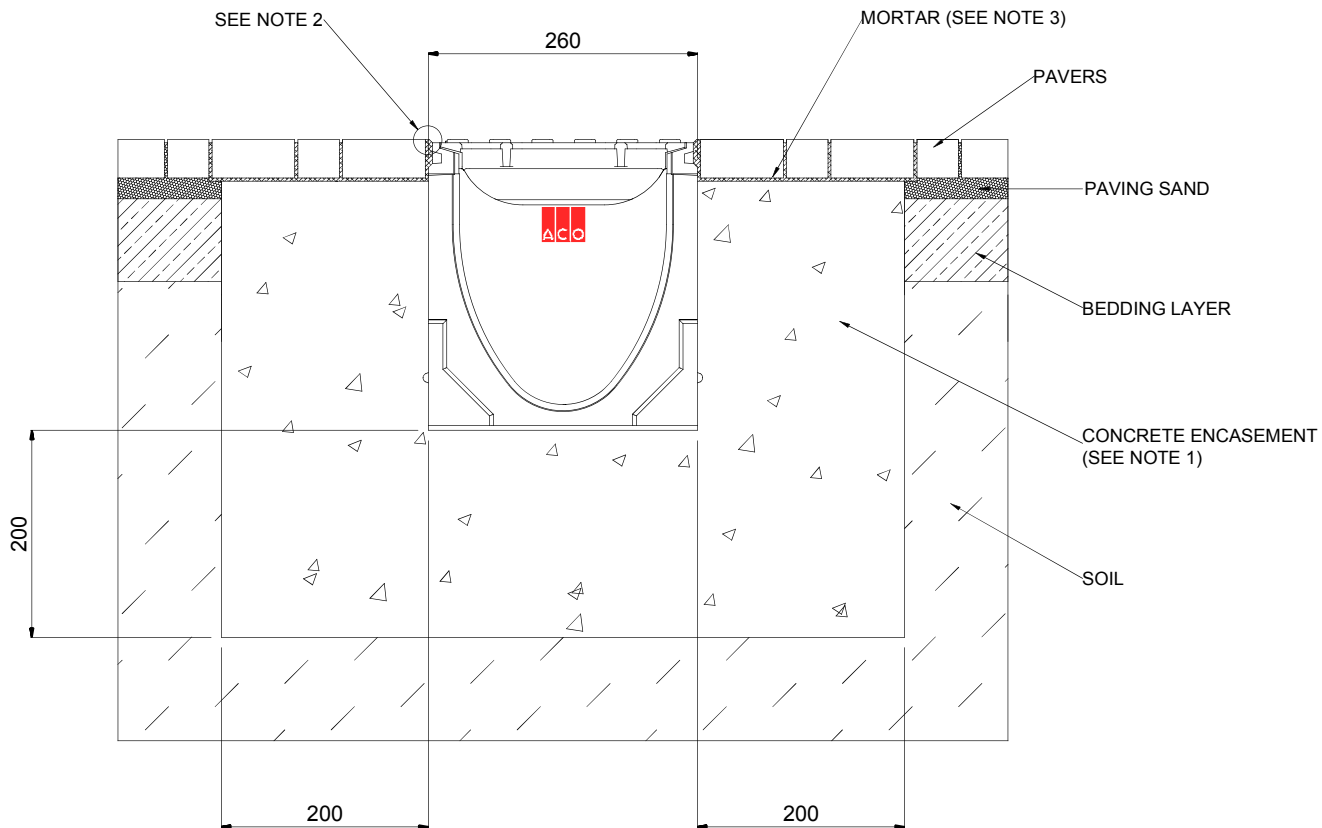 SEE NOTE 2
260
MORTAR (SEE NOTE 3)
PAVERS
PAVING SAND
ACO
BEDDING LAYER
CONCRETE ENCASEMENT
(SEE NOTE 1)
200
SOIL
200
200